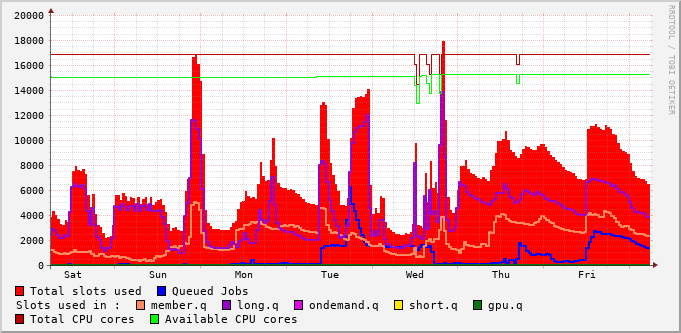 20000
18000
16000
14000
12000
10000
8000
6000
4000
2000
0
Sat Sun Mon Tue Wed Thu Fri
Total slots used Queued Jobs
Slots used in : member.q long.q ondemand.q short.q gpu.q
Total CPU cores Available CPU cores
RRDTOOL / TOBI OETIKER